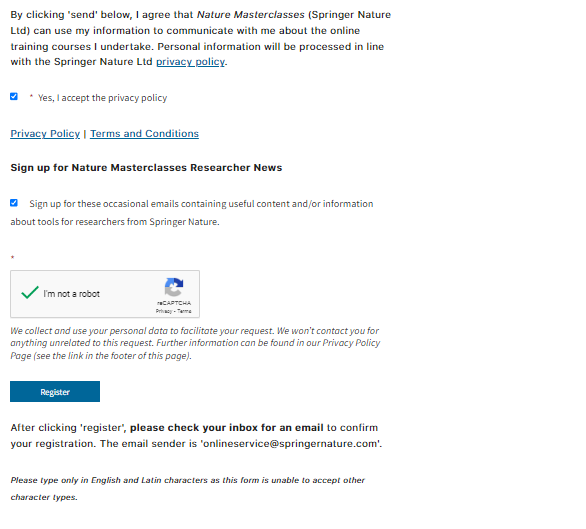 By clicking 'send' below, I agree that Nature Masterclasses (Springer Nature
Ltd) can use my information to communicate with me about the online
training courses I undertake. Personal information will be processed in line
with the Springer Nature Ltd privacy policy.
* Yes, I accept the privacy policy
Privacy Policy | Terms and Conditions
Sign up for Nature Masterclasses Researcher News
Sign up for these occasional emails containing useful content and/or information
about tools for researchers from Springer Nature.
*
I'm not a robot
reCAPTCHA
Privacy - Terms
We collect and use your personal data to facilitate your request. We won't contact you for
anything unrelated to this request. Further information can be found in our Privacy Policy
Page (see the link in the footer of this page).
Register
After clicking 'register', please check your inbox for an email to confirm
your registration. The email sender is 'onlineservice@springernature.com'.
Please type only in English and Latin characters as this form is unable to accept other
character types.